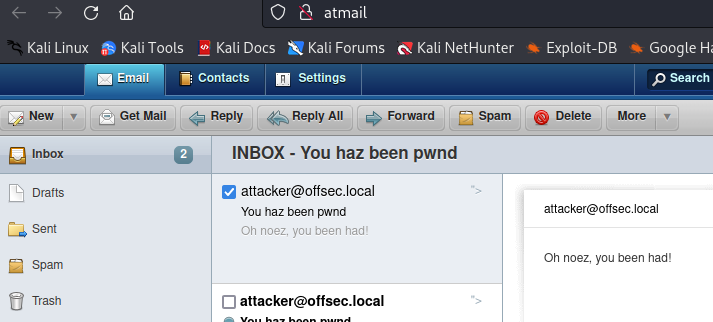 atmail
Kali Linux Kali Tools Kali Docs Kali Forums Kali NetHunter Exploit-DB Google Ha
Email Contacts Settings Search
New Get Mail Reply Reply All Forward Spam Delete More
Inbox 2
Drafts
Sent
Spam
Trash
INBOX - You haz been pwnd
attacker@offsec.local ">
You haz been pwnd
Oh noez, you been had!
attacker@offsec.local ">
You haz been pwnd
attacker@offsec.local
Oh noez, you been had!